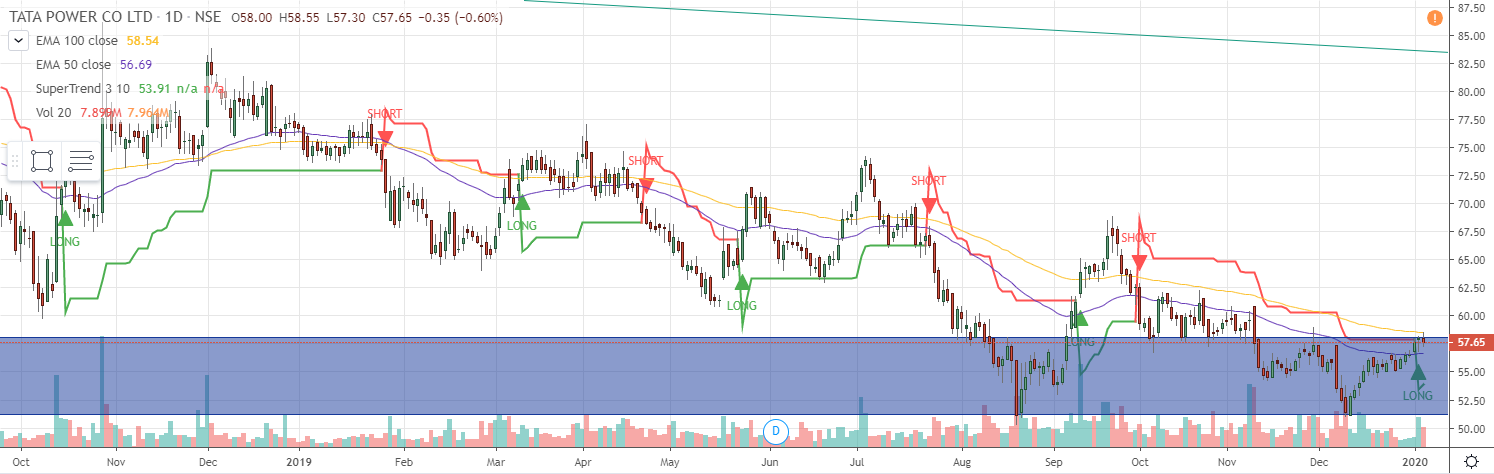 TATA POWER CO LTD · 1D · NSE O58.00 H58.55 L57.30 C57.65 −0.35 (−0.60%)
EMA 100 close 58.54
EMA 50 close 56.69
SuperTrend 3 10 53.91 n/a n/a
Vol 20 7.899M 7.964M
SHORT
SHORT
SHORT
SHORT
LONG
LONG
LONG
LONG
LONG
D
87.50
85.00
82.50
80.00
77.50
75.00
72.50
70.00
67.50
65.00
62.50
60.00
57.65
55.00
52.50
50.00
Oct Nov Dec 2019 Feb Mar Apr May Jun Jul Aug Sep Oct Nov Dec 2020